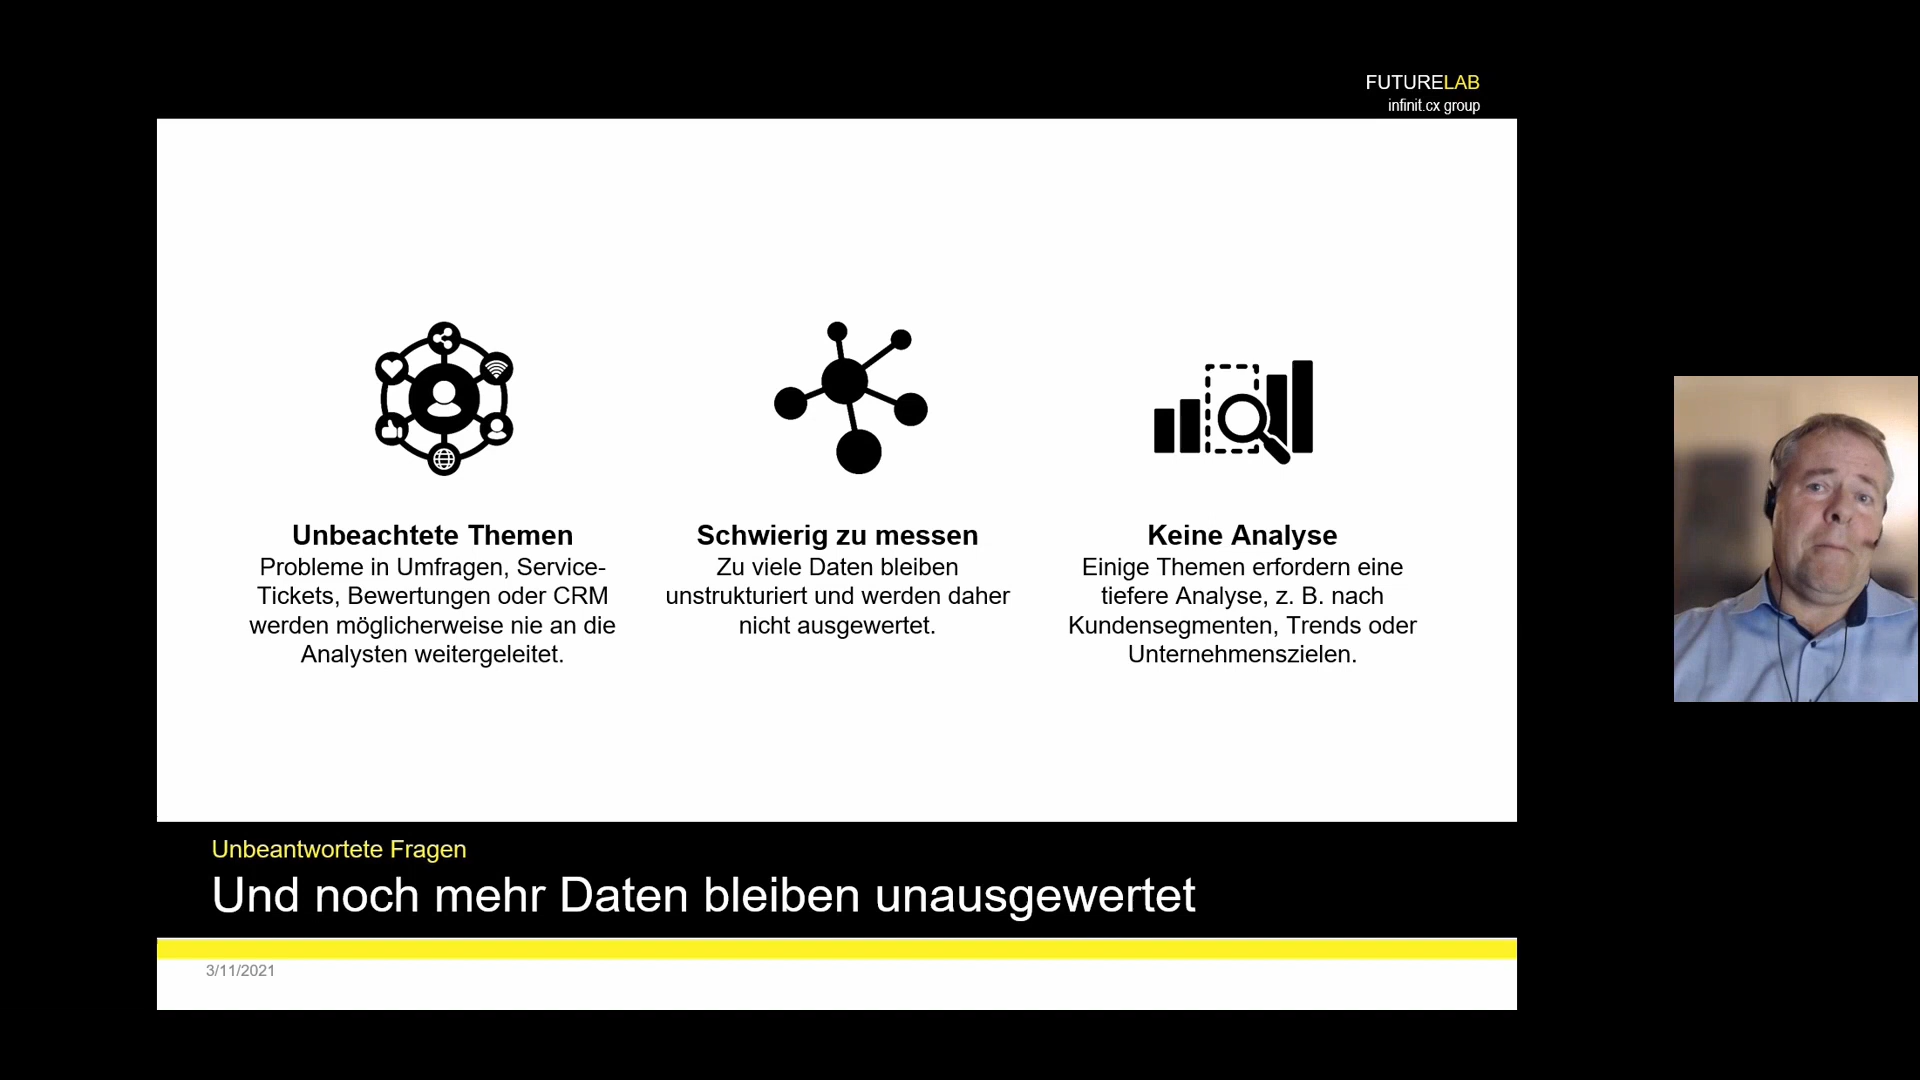 FUTURELAB
infinit.cx group
Unbeachtete Themen
Probleme in Umfragen, Service-
Tickets, Bewertungen oder CRM
werden möglicherweise nie an die
Analysten weitergeleitet.
Schwierig zu messen
Zu viele Daten bleiben
unstrukturiert und werden daher
nicht ausgewertet.
Keine Analyse
Einige Themen erfordern eine
tiefere Analyse, z. B. nach
Kundensegmenten, Trends oder
Unternehmenszielen.
Unbeantwortete Fragen
Und noch mehr Daten bleiben unausgewertet
3/11/2021